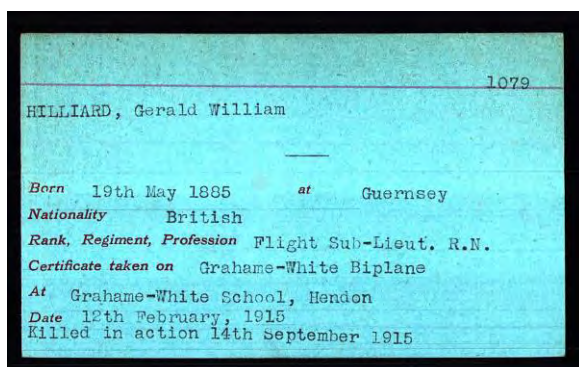 1079
HILLIARD, Gerald William
Born 19th May 1885 at Guernsey
Nationality British
Rank, Regiment, Profession Flight Sub-Lieut. R.N.
Certificate taken on Grahame-White Biplane
At Grahame-White School, Hendon
Date 12th February, 1915
Killed in action 14th September 1915